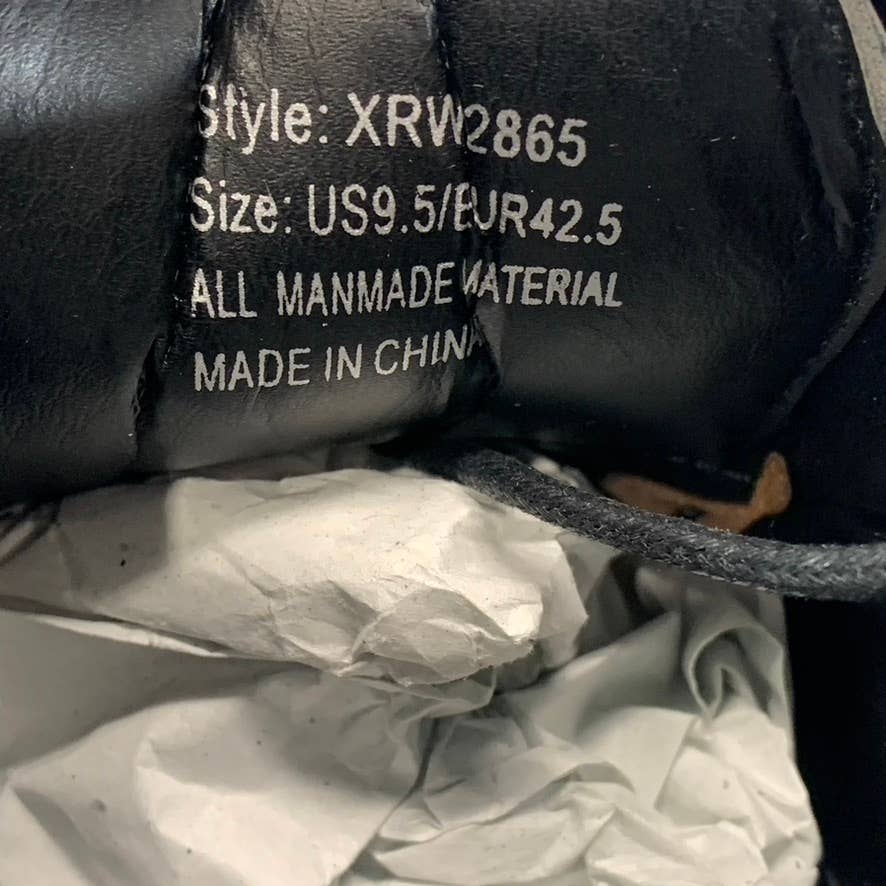 Style: XRW2865
Size: US9.5/EUR42.5
ALL MANMADE MATERIAL
MADE IN CHINA